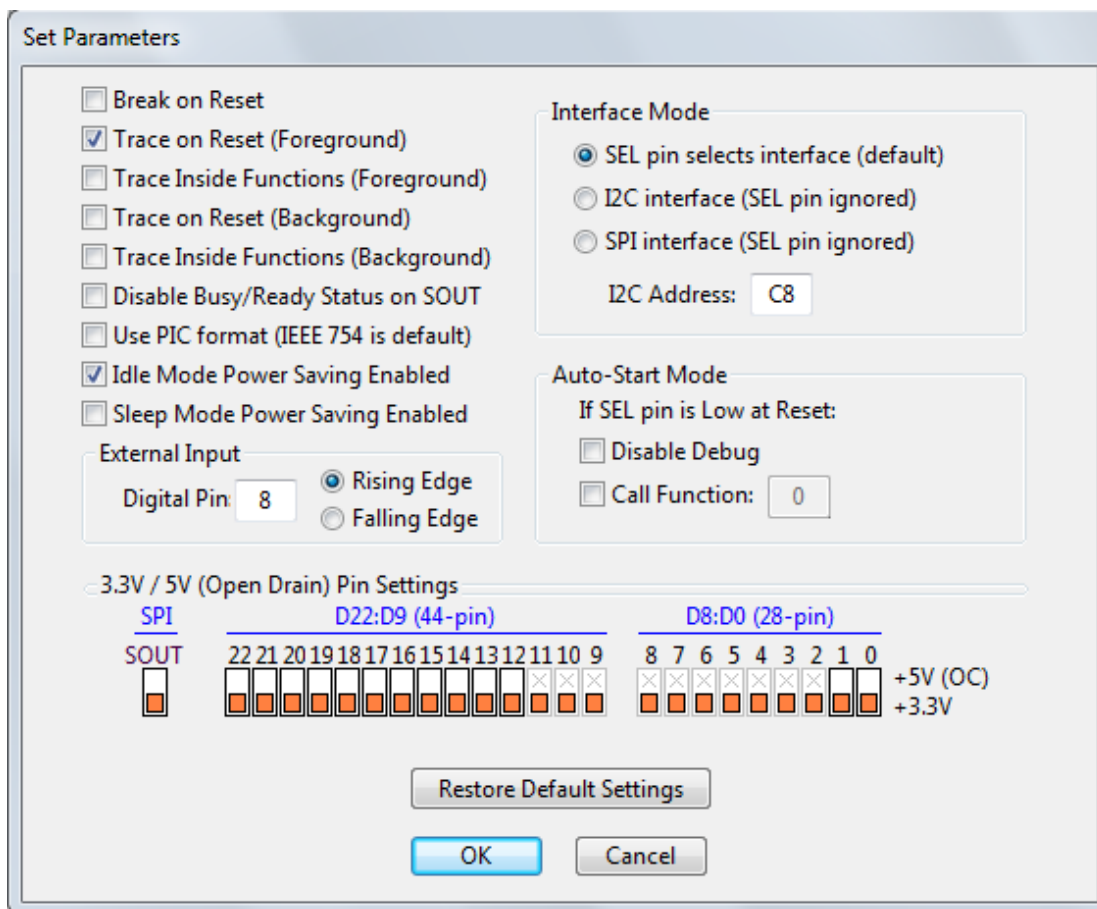 Set Parameters
Break on Reset
Trace on Reset (Foreground)
Trace Inside Functions (Foreground)
Trace on Reset (Background)
Trace Inside Functions (Background)
Disable Busy/Ready Status on SOUT
Use PIC format (IEEE 754 is default)
Idle Mode Power Saving Enabled
Sleep Mode Power Saving Enabled
External Input
Digital Pin: 8
Rising Edge
Falling Edge
Interface Mode
SEL pin selects interface (default)
I2C interface (SEL pin ignored)
SPI interface (SEL pin ignored)
I2C Address: C8
Auto-Start Mode
If SEL pin is Low at Reset:
Disable Debug
Call Function: 0
3.3V / 5V (Open Drain) Pin Settings
SPI D22:D9 (44-pin) D8:D0 (28-pin)
SOUT 22 21 20 19 18 17 16 15 14 13 12 11 10 9 8 7 6 5 4 3 2 1 0
+5V (OC)
+3.3V
Restore Default Settings
OK Cancel